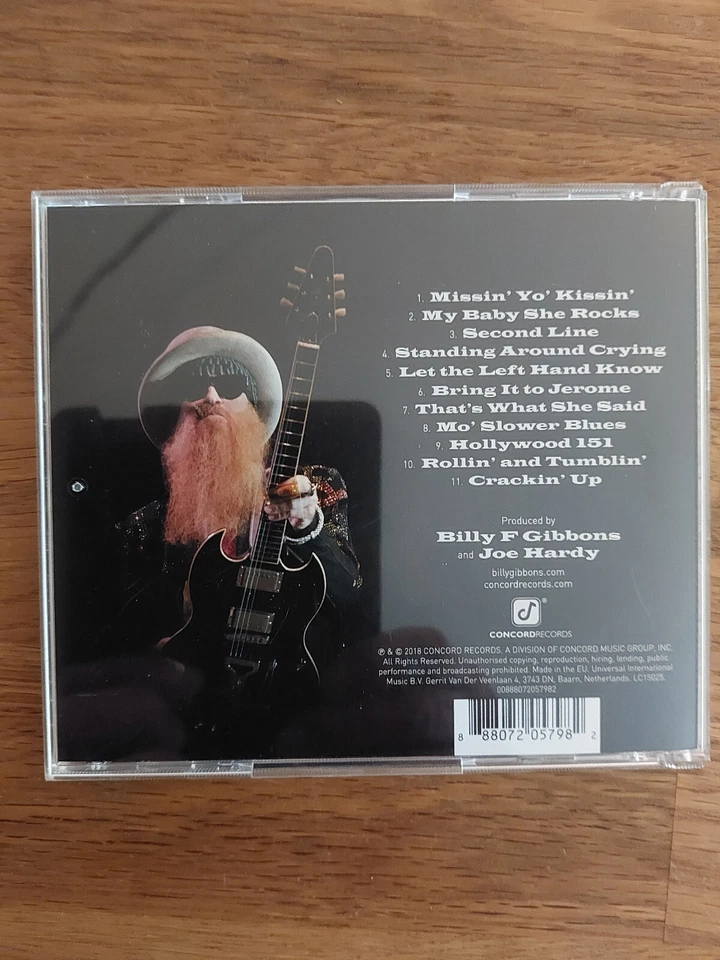 1. Missin' Yo' Kissin'
2. My Baby She Rocks
3. Second Line
4. Standing Around Crying
5. Let the Left Hand Know
6. Bring It to Jerome
7. That's What She Said
8. Mo' Slower Blues
9. Hollywood 151
10. Rollin' and Tumblin'
11. Crackin' Up
Produced by
Billy F Gibbons
and Joe Hardy
billygibbons.com
concordrecords.com
®
CONCORDRECORDS
℗ & © 2018 CONCORD RECORDS, A DIVISION OF CONCORD MUSIC GROUP, INC.
All Rights Reserved. Unauthorised copying, reproduction, hiring, lending, public
performance and broadcasting prohibited. Made in the EU. Universal International
Music B.V. Gerrit Van Der Veenlaan 4, 3743 DN, Baarn, Netherlands. LC15025.
00888072057982
8 88072 05798 2